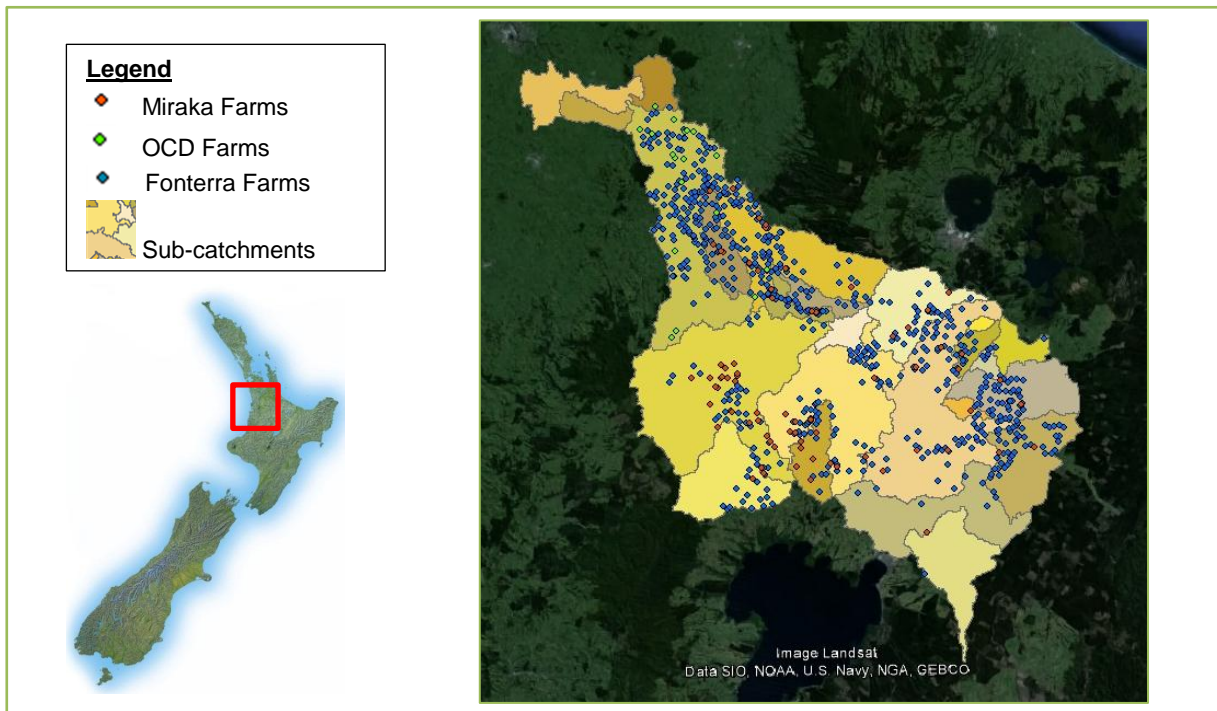 Legend
Miraka Farms
OCD Farms
Fonterra Farms
Sub-catchments
Image Landsat
Data SIO, NOAA, U.S. Navy, NGA, GEBCO